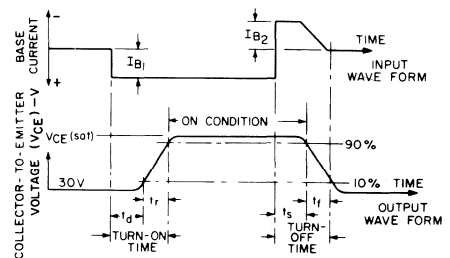 BASE CURRENT
−
+
IB1
IB2
TIME
INPUT WAVE FORM
COLLECTOR-TO-EMITTER VOLTAGE (VCE)-V
VCE(sat)
ON CONDITION
90%
30V
10%
TIME
OUTPUT WAVE FORM
td
tr
ts
tf
TURN-ON TIME
TURN-OFF TIME